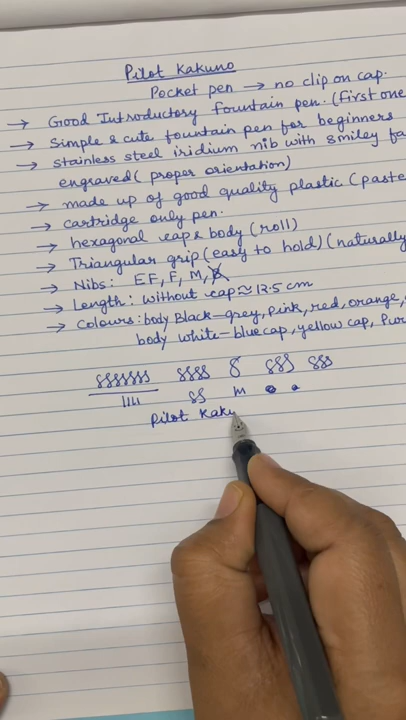 Pilot Kakuno
Pocket pen → no clip on cap.
→ Good Introductory fountain pen. (first one
→ Simple & cute fountain pen for beginners
→ stainless steel iridium nib with smiley fa
engraved (proper orientation)
→ made up of good quality plastic (paste
→ cartridge only pen.
→ hexagonal cap & body (roll)
→ Triangular grip (easy to hold) (naturally
→ Nibs: EF, F, M, B
→ Length: without cap ≈ 12.5 cm
→ Colours: body Black - grey, pink, red, orange,
body white - blue cap, yellow cap, Pur
Pilot Kaku